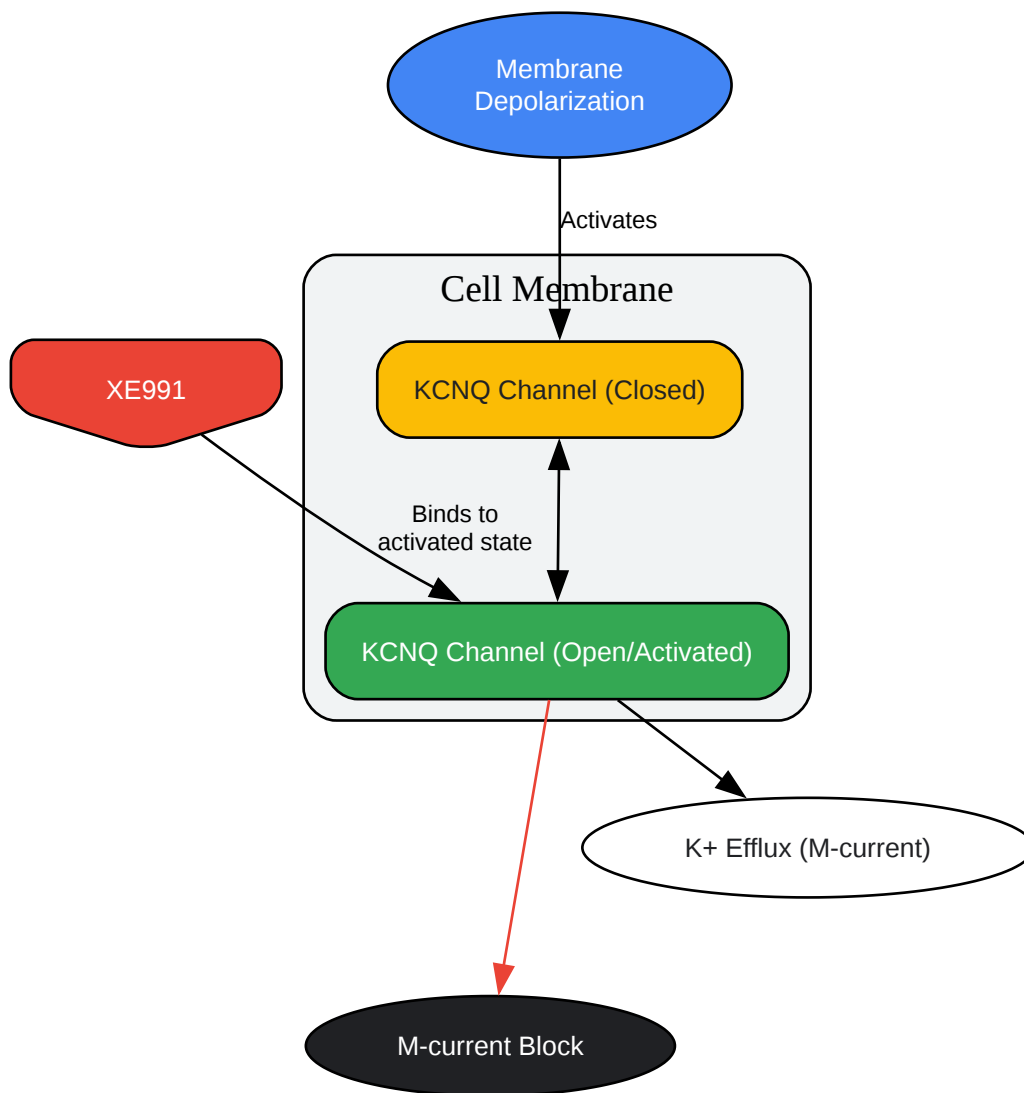 Membrane
Depolarization
Activates
Cell Membrane
XE991
KCNQ Channel (Closed)
Binds to
activated state
KCNQ Channel (Open/Activated)
K+ Efflux (M-current)
M-current Block